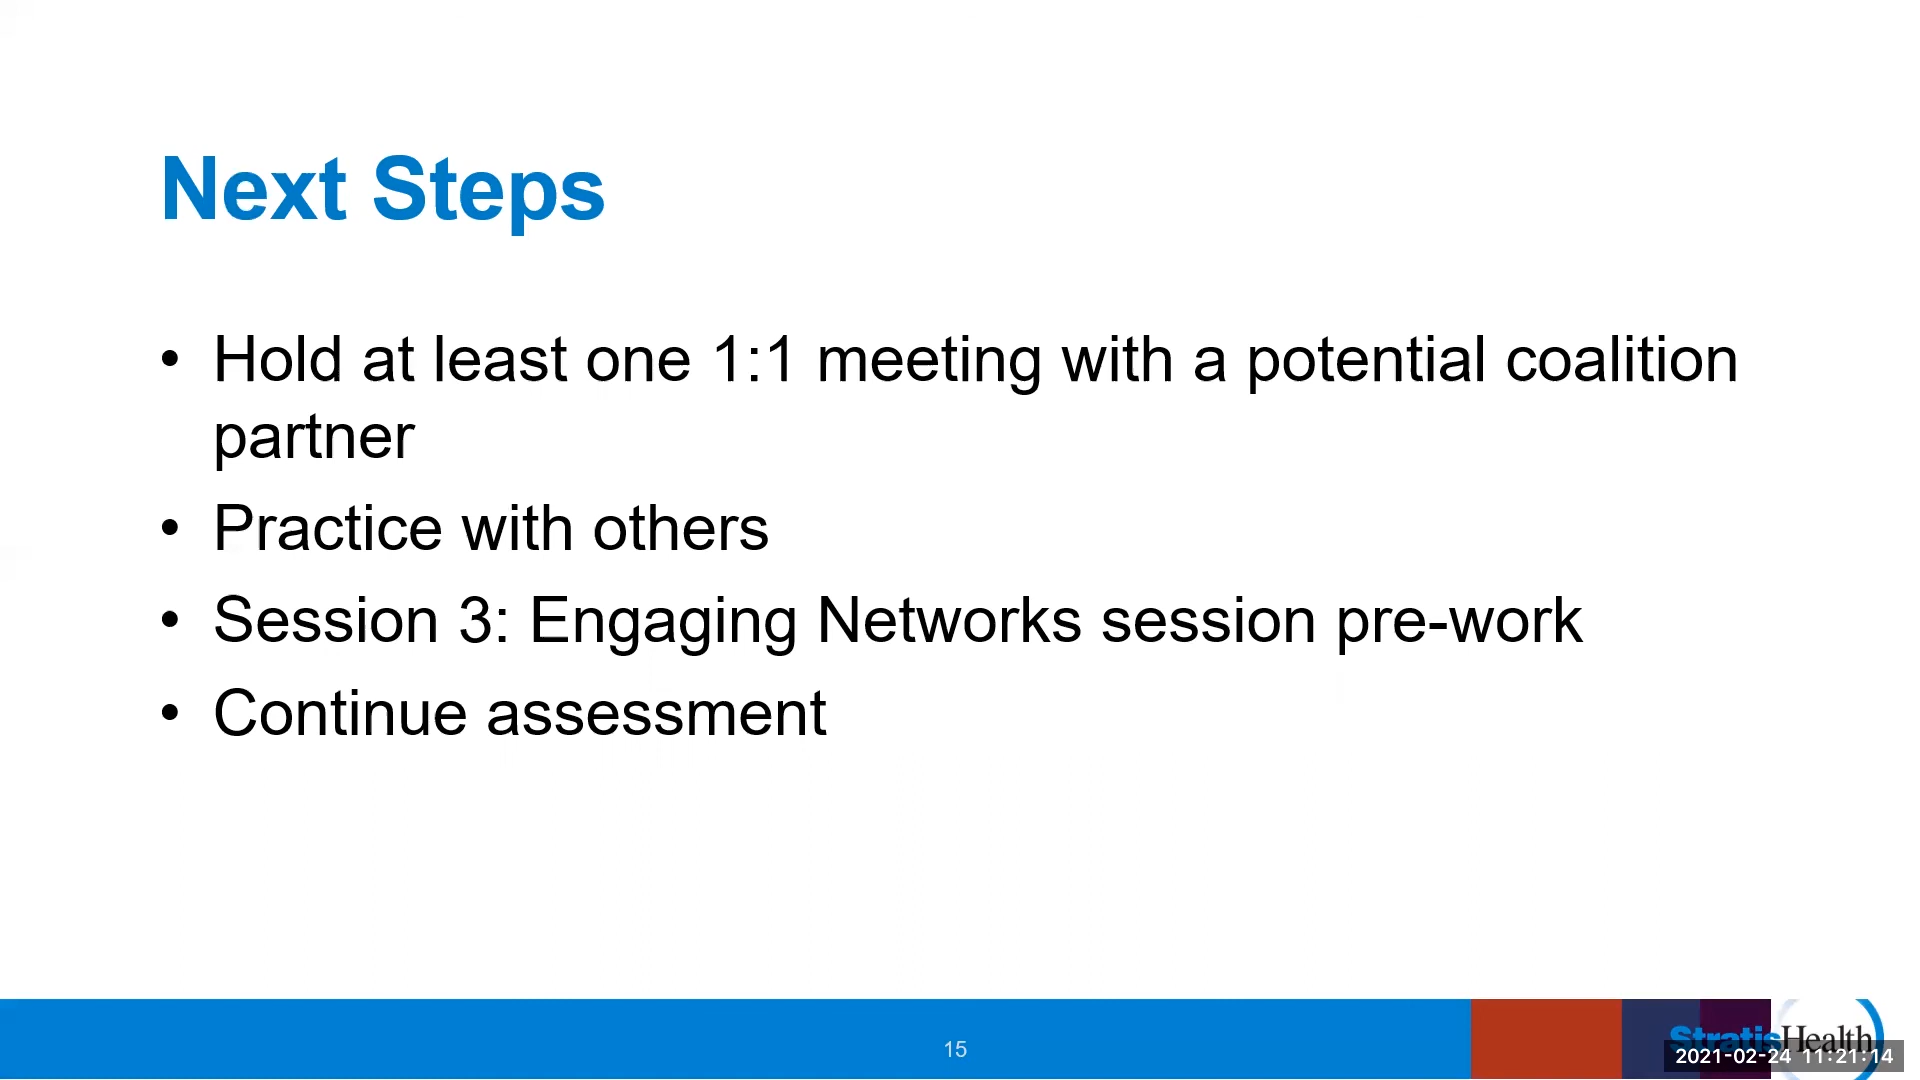 Next Steps
• Hold at least one 1:1 meeting with a potential coalition
partner
• Practice with others
• Session 3: Engaging Networks session pre-work
• Continue assessment
15
StratisHealth
2021-02-24 11:21:14